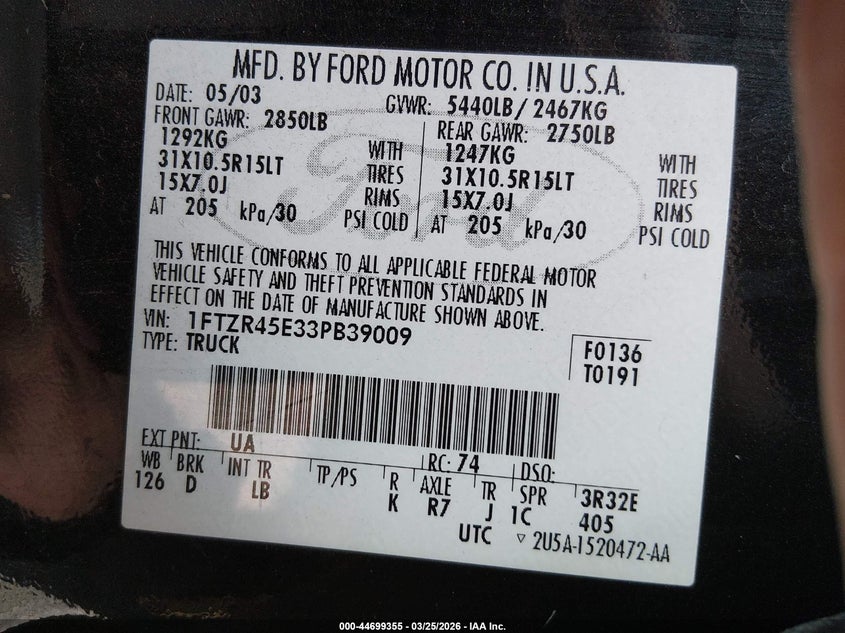 MFD. BY FORD MOTOR CO. IN U.S.A.
DATE: 05/03 GVWR: 5440LB/ 2467KG
FRONT GAWR: 2850LB REAR GAWR: 2750LB
1292KG WITH 1247KG WITH
31X10.5R15LT TIRES 31X10.5R15LT TIRES
15X7.0J RIMS 15X7.0J RIMS
AT 205 kPa/30 PSI COLD AT 205 kPa/30 PSI COLD
Ford
THIS VEHICLE CONFORMS TO ALL APPLICABLE FEDERAL MOTOR
VEHICLE SAFETY AND THEFT PREVENTION STANDARDS IN
EFFECT ON THE DATE OF MANUFACTURE SHOWN ABOVE.
VIN: 1FTZR45E33PB39009
TYPE: TRUCK
F0136
T0191
EXT PNT: UA RC: 74 DSO:
WB BRK INT TR TP/PS R AXLE TR SPR 3R32E
126 D LB K R7 J 1C 405
UTC ▽ 2U5A-1520472-AA
000-44699355 - 03/25/2026 - IAA Inc.